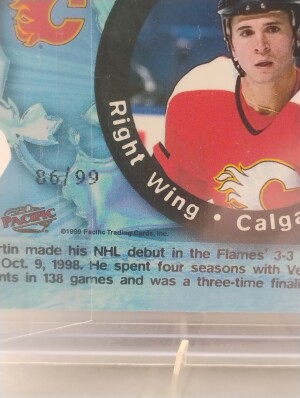 Right Wing • Calga
86/99
PACIFIC
©1999 Pacific Trading Cards, Inc.
rtin made his NHL debut in the Flames' 3-3
Oct. 9, 1998. He spent four seasons with Ve
nts in 138 games and was a three-time finali